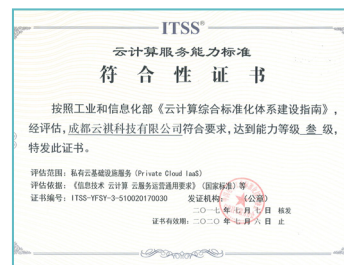 ITSS®
云计算服务能力标准
符合性证书
按照工业和信息化部《云计算综合标准化体系建设指南》，
经评估，成都云祺科技有限公司符合要求，达到能力等级 叁 级，
特发此证书。
评估范围：私有云基础设施服务（Private Cloud IaaS）
评估依据：《信息技术 云计算 云服务运营通用要求》（国家标准）等
证书编号：ITSS-YFSY-3-510020170030 发证机构： （公章）
二〇一七年 七 月 七 日 核发
证书有效期：二〇二〇年 七 月 六 日 止